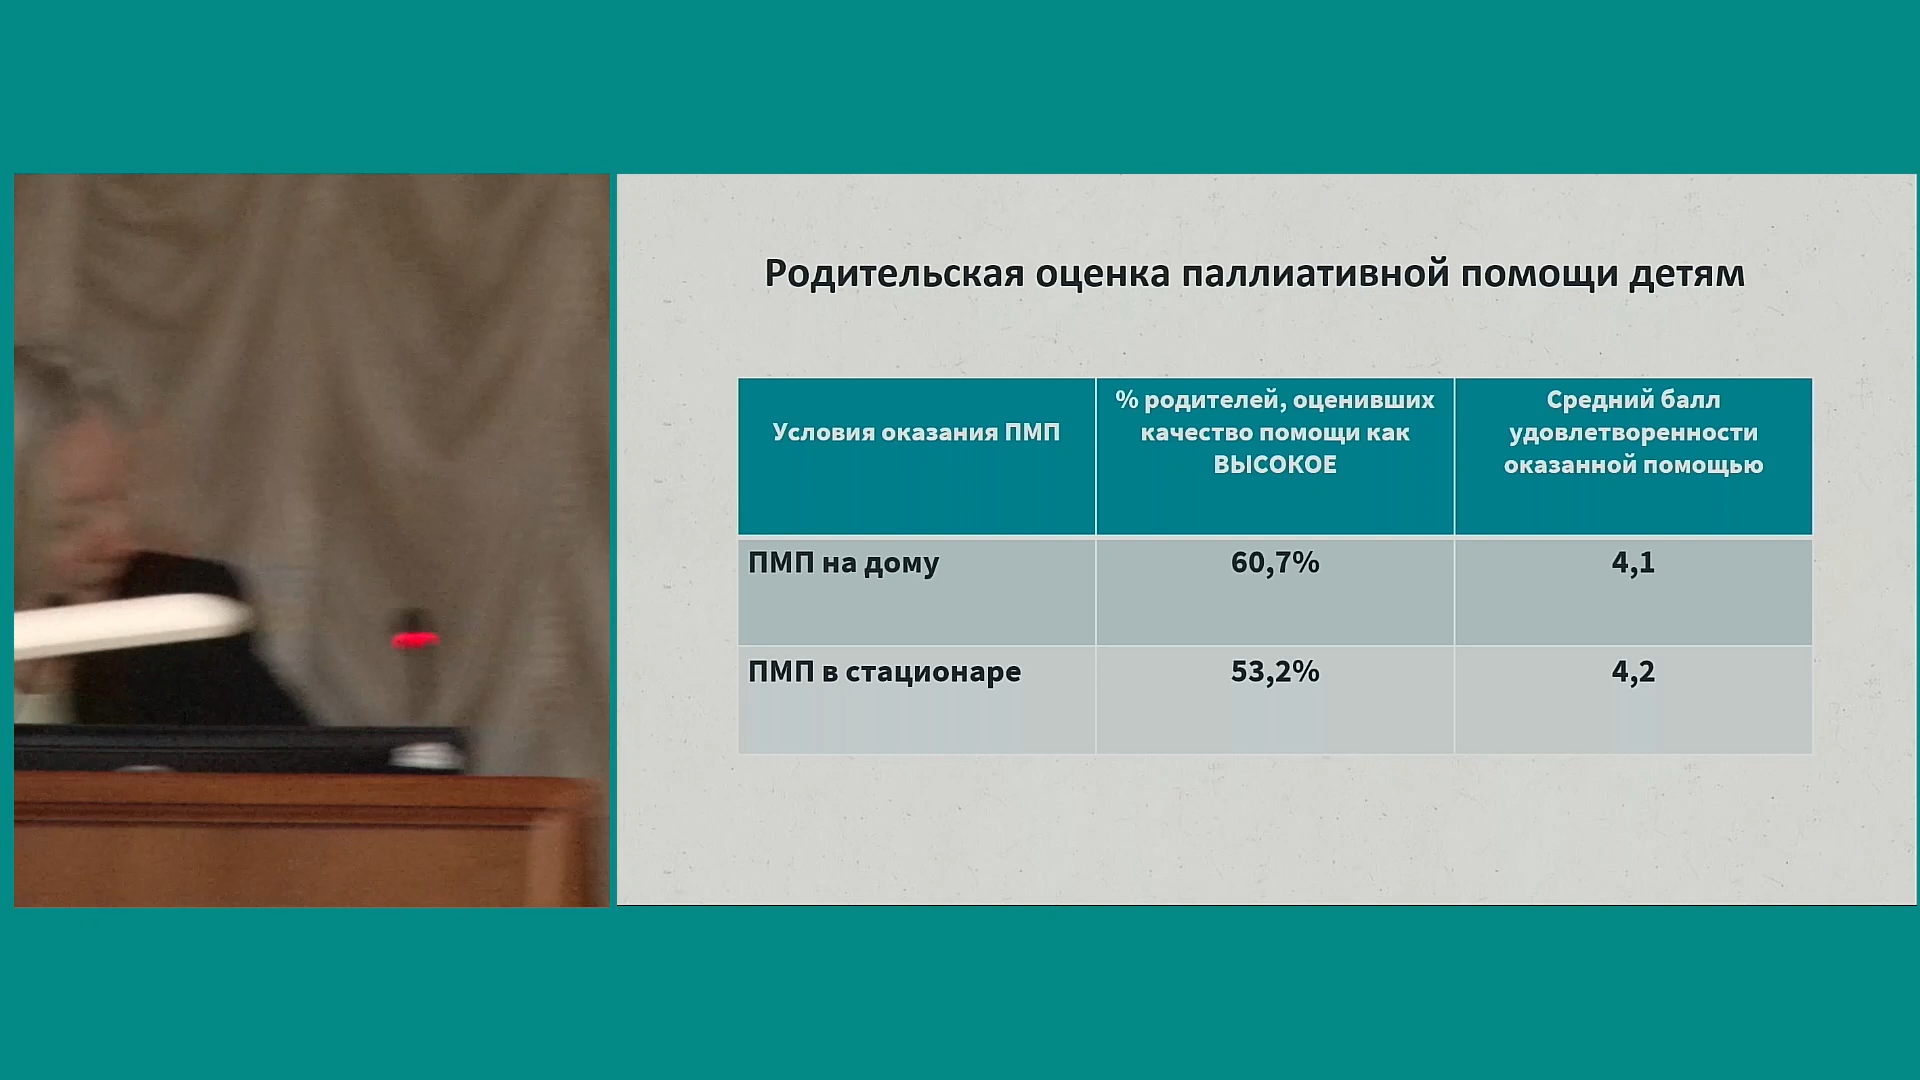 Родительская оценка паллиативной помощи детям
Условия оказания ПМП
% родителей, оценивших
качество помощи как
ВЫСОКОЕ
Средний балл
удовлетворенности
оказанной помощью
ПМП на дому
60,7%
4,1
ПМП в стационаре
53,2%
4,2